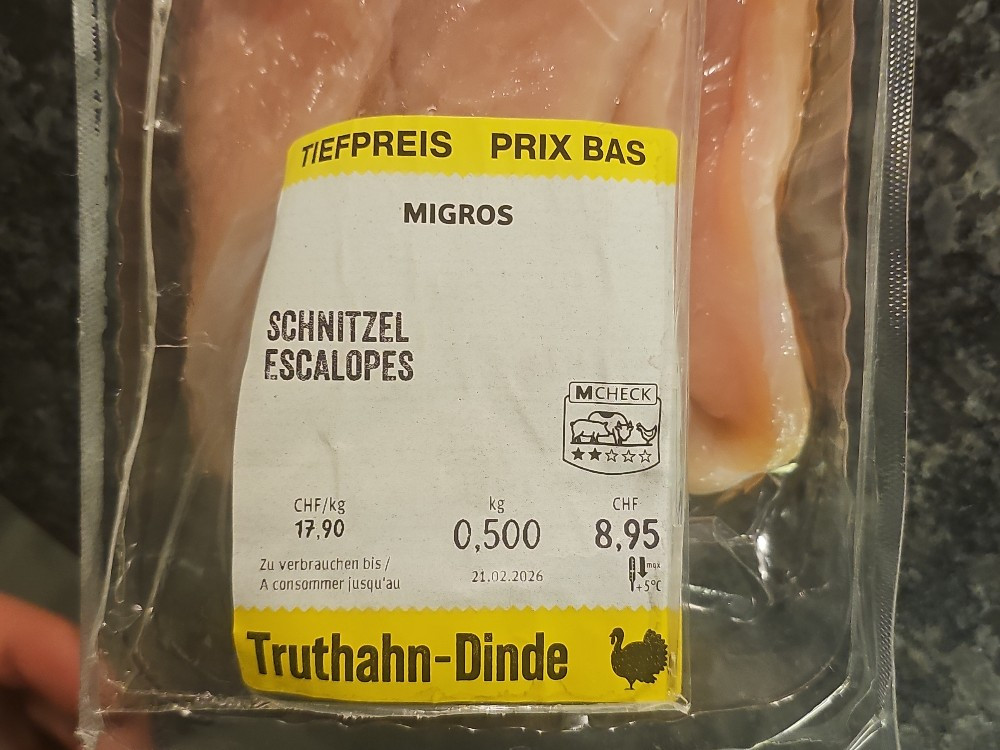 TIEFPREIS PRIX BAS
MIGROS
SCHNITZEL
ESCALOPES
M CHECK
CHF/kg kg CHF
17,90 0,500 8,95
Zu verbrauchen bis /
A consommer jusqu'au 21.02.2026
max
+5°C
Truthahn-Dinde